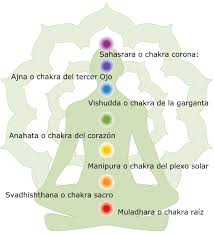 Sahasrara o chakra corona:
Ajna o chakra del tercer Ojo
Vishudda o chakra de la garganta
Anahata o chakra del corazón
Manipura o chakra del plexo solar
Svadhishthana o chakra sacro
Muladhara o chakra raíz